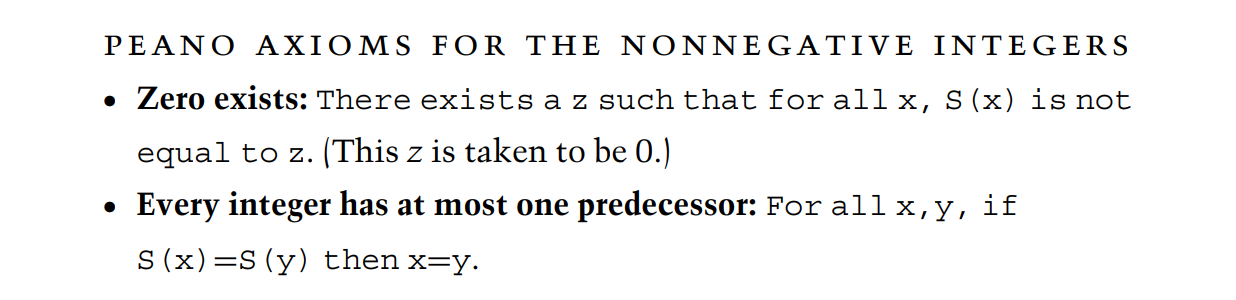 PEANO AXIOMS FOR THE NONNEGATIVE INTEGERS
• Zero exists: There exists a z such that for all x, S(x) is not
equal to z. (This z is taken to be 0.)
• Every integer has at most one predecessor: For all x,y, if
S(x)=S(y) then x=y.